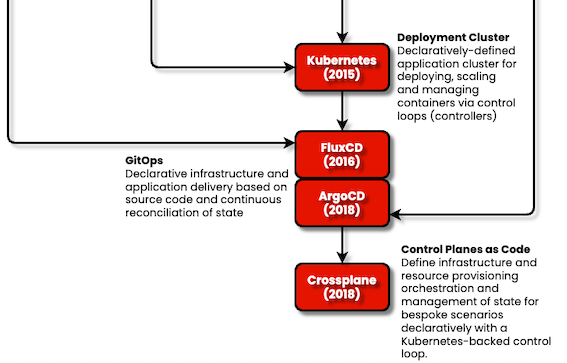 Deployment Cluster
Declaratively-defined
application cluster for
deploying, scaling
and managing
containers via control
loops (controllers)
Kubernetes
(2015)
FluxCD
(2016)
GitOps
Declarative infrastructure and
application delivery based on
source code and continuous
reconciliation of state
ArgoCD
(2018)
Control Planes as Code
Define infrastructure and
resource provisioning
orchestration and
management of state for
bespoke scenarios
declaratively with a
Kubernetes-backed control
loop.
Crossplane
(2018)